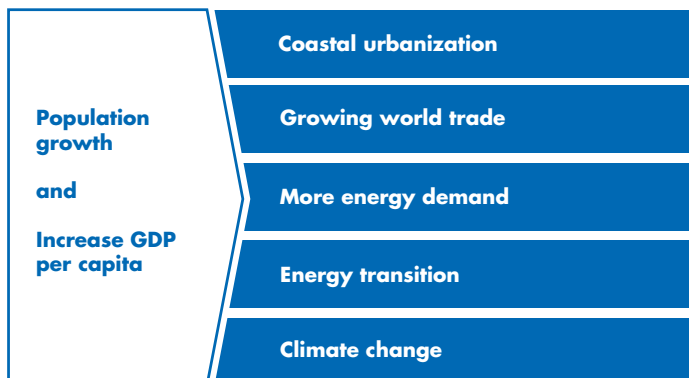 Population
growth
and
Increase GDP
per capita
Coastal urbanization
Growing world trade
More energy demand
Energy transition
Climate change